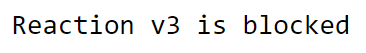 Reaction v3 is blocked